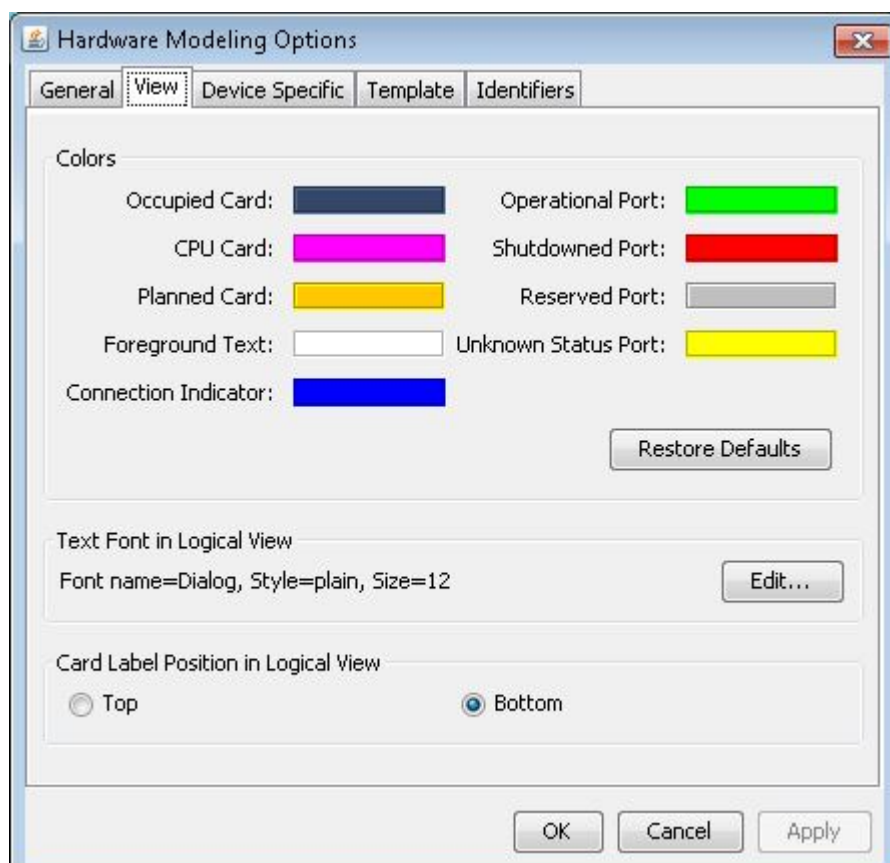 Hardware Modeling Options
General View Device Specific Template Identifiers
Colors
Occupied Card: Operational Port:
CPU Card: Shutdowned Port:
Planned Card: Reserved Port:
Foreground Text: Unknown Status Port:
Connection Indicator:
Restore Defaults
Text Font in Logical View
Font name=Dialog, Style=plain, Size=12 Edit...
Card Label Position in Logical View
Top Bottom
OK Cancel Apply